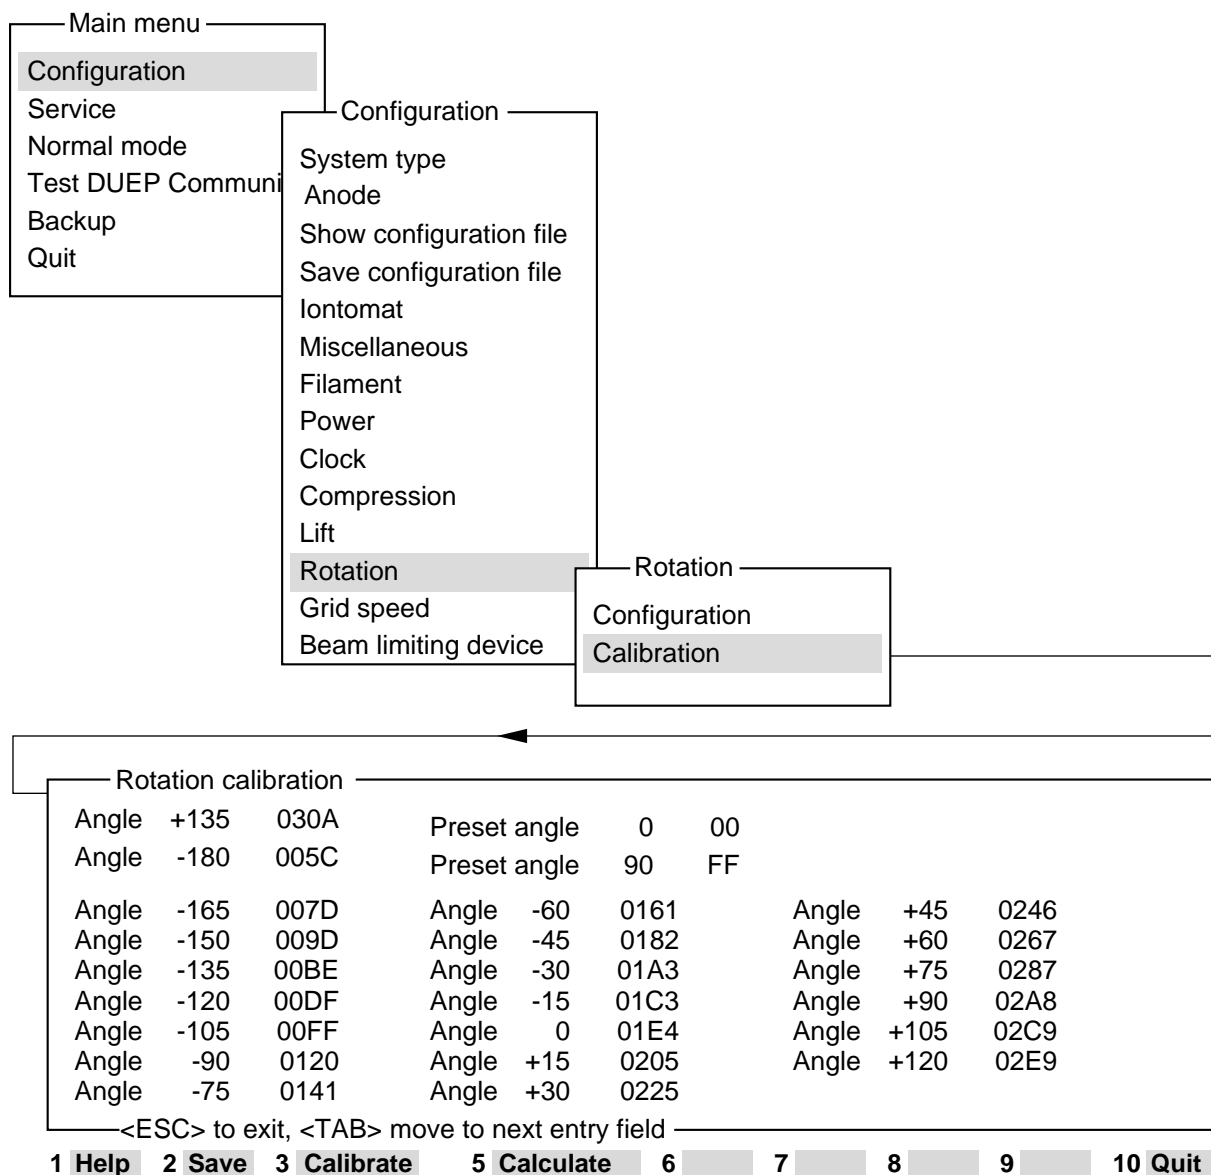 Main menu
Configuration
Service
Normal mode
Test DUEP Communi
Backup
Quit
Configuration
System type
Anode
Show configuration file
Save configuration file
Iontomat
Miscellaneous
Filament
Power
Clock
Compression
Lift
Rotation
Grid speed
Beam limiting device
Rotation
Configuration
Calibration
Rotation calibration
Angle +135 030A Preset angle 0 00
Angle -180 005C Preset angle 90 FF
Angle -165 007D Angle -60 0161 Angle +45 0246
Angle -150 009D Angle -45 0182 Angle +60 0267
Angle -135 00BE Angle -30 01A3 Angle +75 0287
Angle -120 00DF Angle -15 01C3 Angle +90 02A8
Angle -105 00FF Angle 0 01E4 Angle +105 02C9
Angle -90 0120 Angle +15 0205 Angle +120 02E9
Angle -75 0141 Angle +30 0225
<ESC> to exit, <TAB> move to next entry field
1 Help 2 Save 3 Calibrate 5 Calculate 6 7 8 9 10 Quit